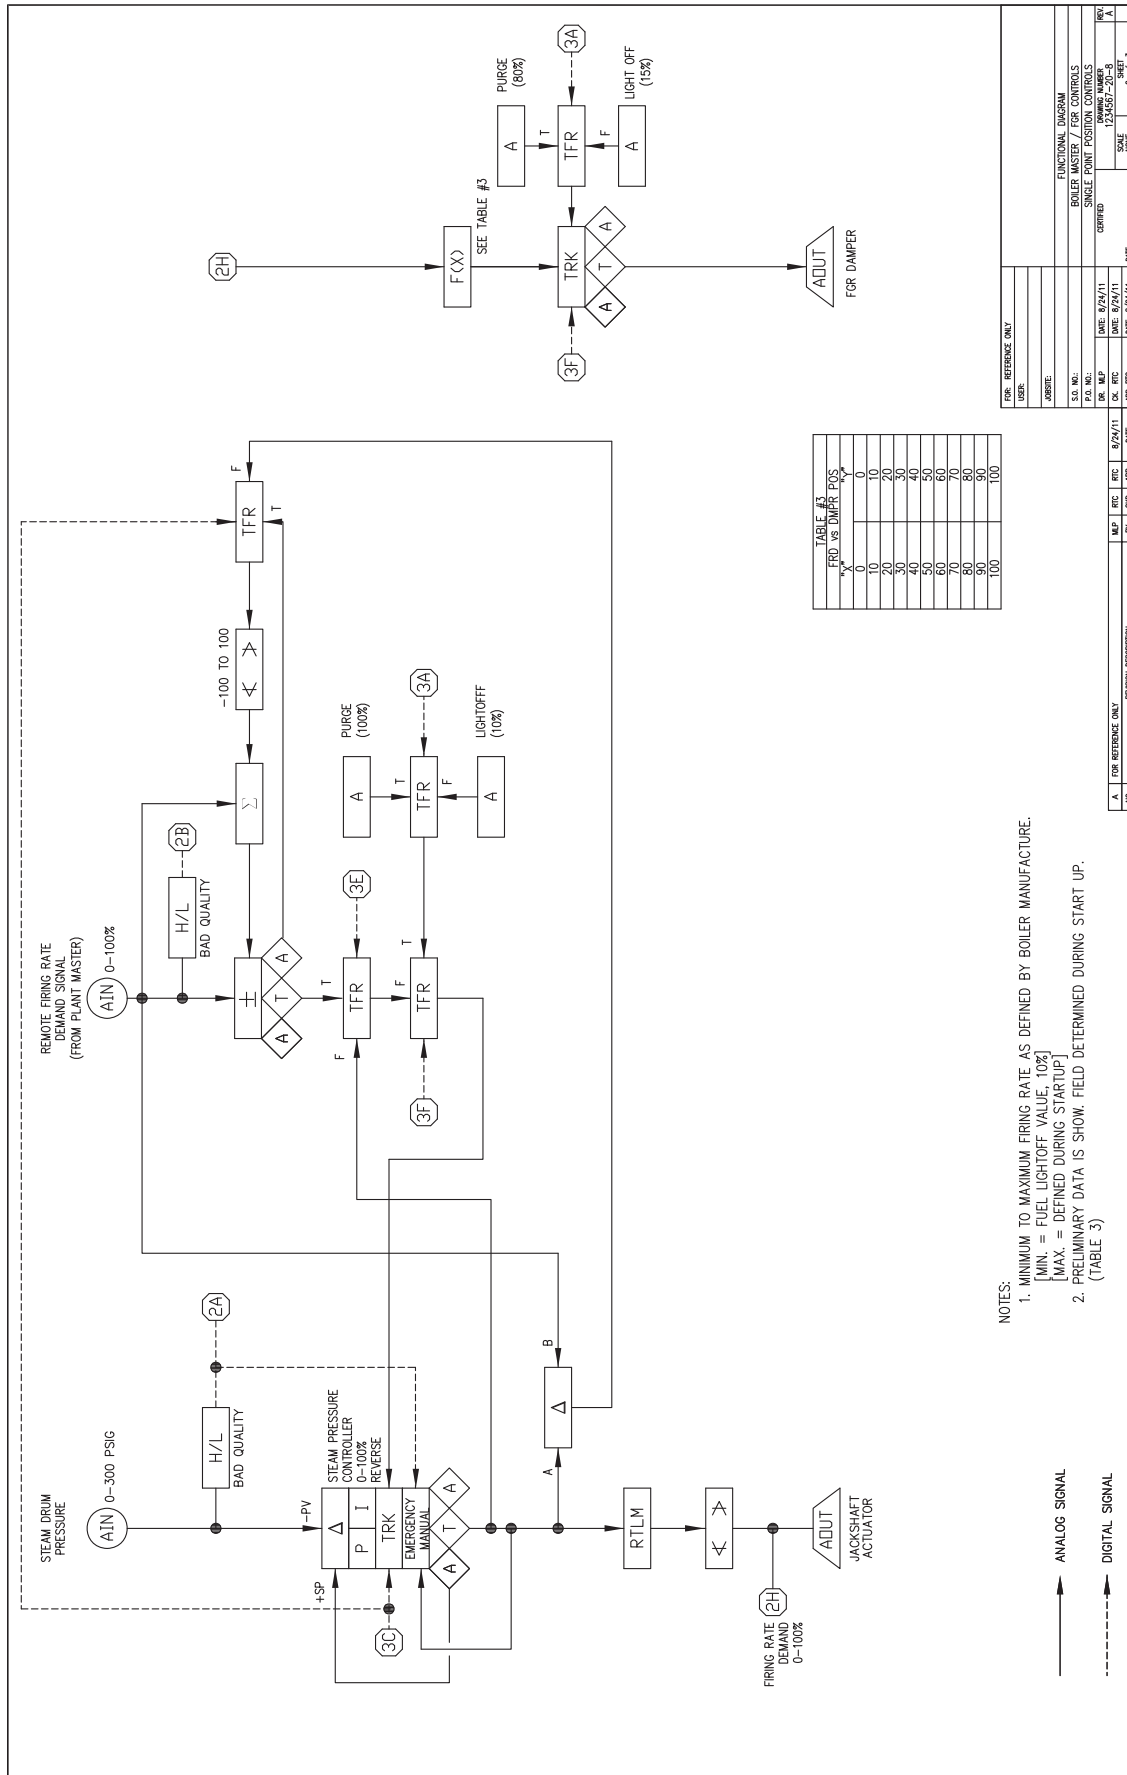 STEAM DRUM
PRESSURE
AIN
0-300 PSIG
H/L
BAD QUALITY
2A
+SP
-PV
Δ
P
I
TRK
EMERGENCY
MANUAL
STEAM PRESSURE
CONTROLLER
0-100%
REVERSE
3C
A
T
A
A
B
Δ
RTLM
FIRING RATE
DEMAND
0-100%
2H
AOUT
JACKSHAFT
ACTUATOR
REMOTE FIRING RATE
DEMAND SIGNAL
(FROM PLANT MASTER)
AIN
0-100%
H/L
BAD QUALITY
2B
±
Σ
-100 TO 100
TFR
F
T
A
T
A
T
F
TFR
3E
F
T
TFR
3F
PURGE
(100%)
A
T
TFR
3A
F
A
LIGHTOFFF
(10%)
2H
F(X)
SEE TABLE #3
PURGE
(80%)
A
T
TFR
3A
F
A
LIGHT OFF
(15%)
3F
TRK
A
T
A
AOUT
FGR DAMPER
TABLE #3
FRD vs DMPR POS
"X" "Y"
0 0
10 10
20 20
30 30
40 40
50 50
60 60
70 70
80 80
90 90
100 100
ANALOG SIGNAL
DIGITAL SIGNAL
NOTES:
1. MINIMUM TO MAXIMUM FIRING RATE AS DEFINED BY BOILER MANUFACTURE.
[MIN. = FUEL LIGHTOFF VALUE, 10%]
[MAX. = DEFINED DURING STARTUP]
2. PRELIMINARY DATA IS SHOW. FIELD DETERMINED DURING START UP.
(TABLE 3)
A FOR REFERENCE ONLY MLP RTC RTC 8/24/11
FOR: REFERENCE ONLY
USER:
JOBSITE:
S.O. NO.:
P.O. NO.:
DR. MLP DATE: 8/24/11
CK. RTC DATE: 8/24/11
FUNCTIONAL DIAGRAM
BOILER MASTER / FGR CONTROLS
SINGLE POINT POSITION CONTROLS
CERTIFIED
DRAWING NUMBER
1234567-20-8
REV.
A
SCALE
SHEET